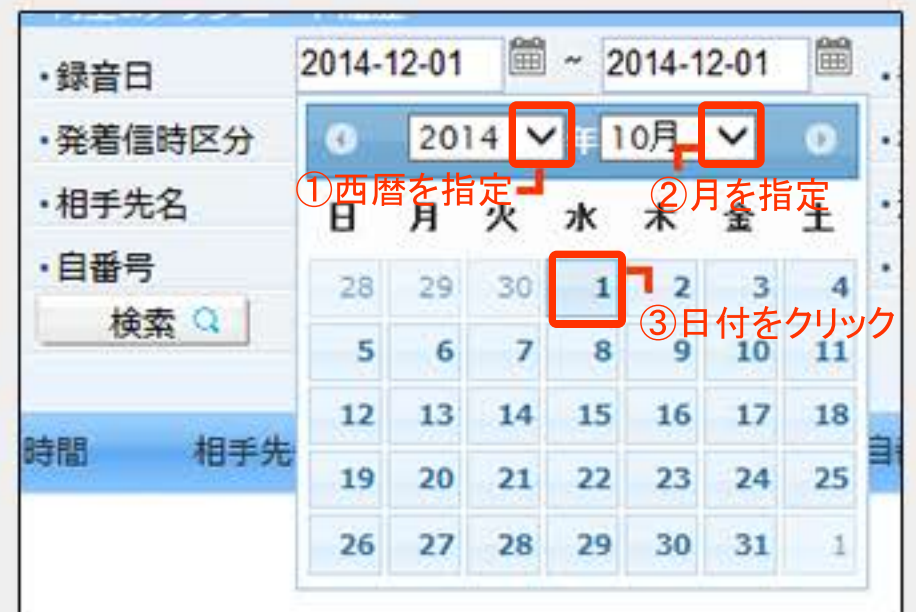 ・録音日 2014-12-01 ~ 2014-12-01
・発着信時区分
2014 年 10月
①西暦を指定 ②月を指定
・相手先名
日 月 火 水 木 金 土
・自番号
28 29 30 1 2 3 4
検索
③日付をクリック
5 6 7 8 9 10 11
12 13 14 15 16 17 18
時間 相手先
19 20 21 22 23 24 25
26 27 28 29 30 31 1